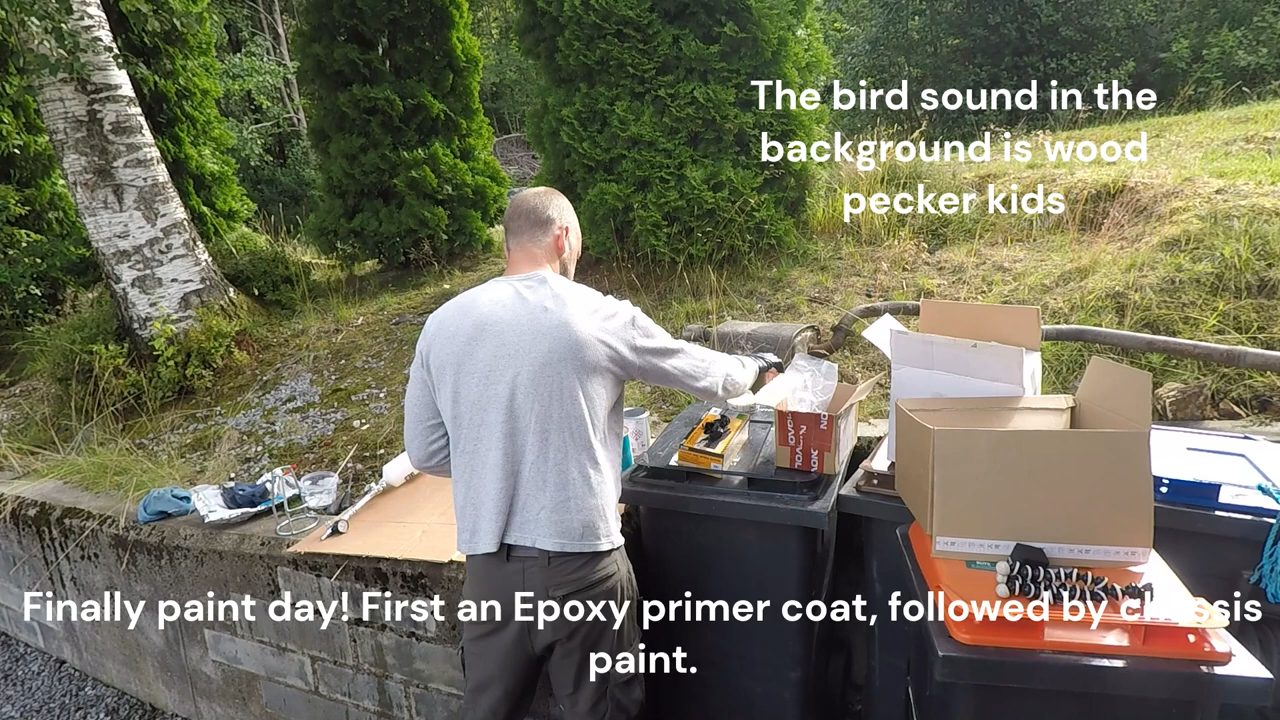 The bird sound in the
background is wood
pecker kids
Finally paint day! First an Epoxy primer coat, followed by chassis
paint.